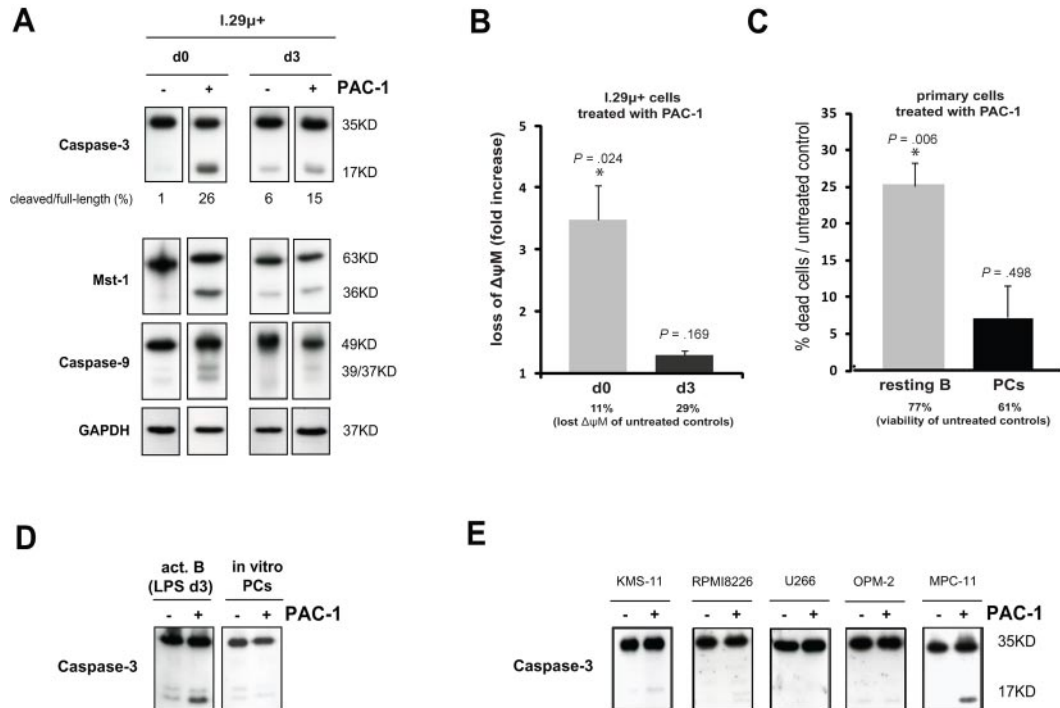 A
I.29μ+
d0 d3
- + - + PAC-1
Caspase-3 35KD
17KD
cleaved/full-length (%) 1 26 6 15
Mst-1 63KD
36KD
Caspase-9 49KD
39/37KD
GAPDH 37KD
B
I.29μ+ cells
treated with PAC-1
loss of ΔψM (fold increase)
5
4
3
2
1
P = .024
*
P = .169
d0 d3
11% 29%
(lost ΔψM of untreated controls)
C
primary cells
treated with PAC-1
% dead cells / untreated control
35
30
25
20
15
10
5
0
P = .006
*
P = .498
resting B PCs
77% 61%
(viability of untreated controls)
D
act. B in vitro
(LPS d3) PCs
- + - + PAC-1
Caspase-3
E
KMS-11 RPMI8226 U266 OPM-2 MPC-11
- + - + - + - + - + PAC-1
Caspase-3 35KD
17KD